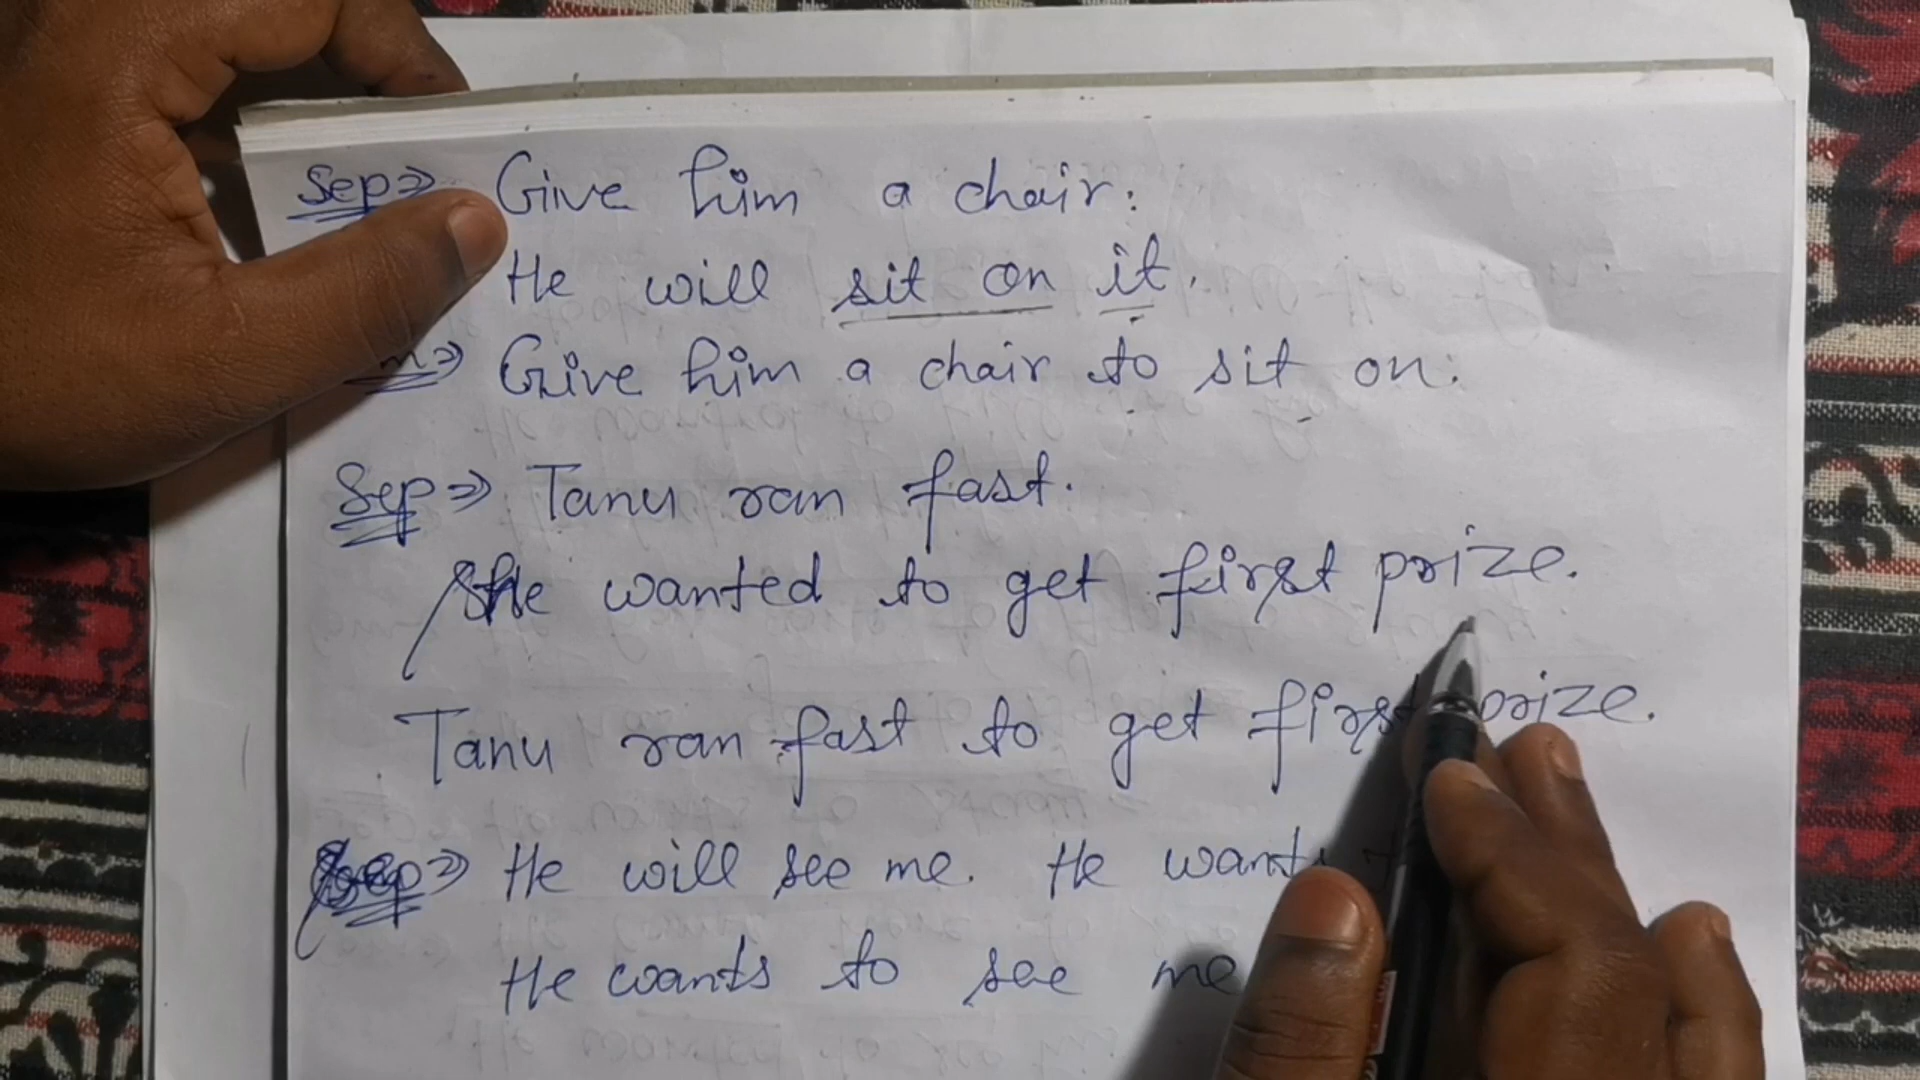 Sep⇒ Give him a chair.
He will sit on it.
m⇒ Give him a chair to sit on.
Sep⇒ Tanu ran fast.
She wanted to get first prize.
Tanu ran fast to get first prize.
Sep⇒ He will see me. He wants
He wants to see me